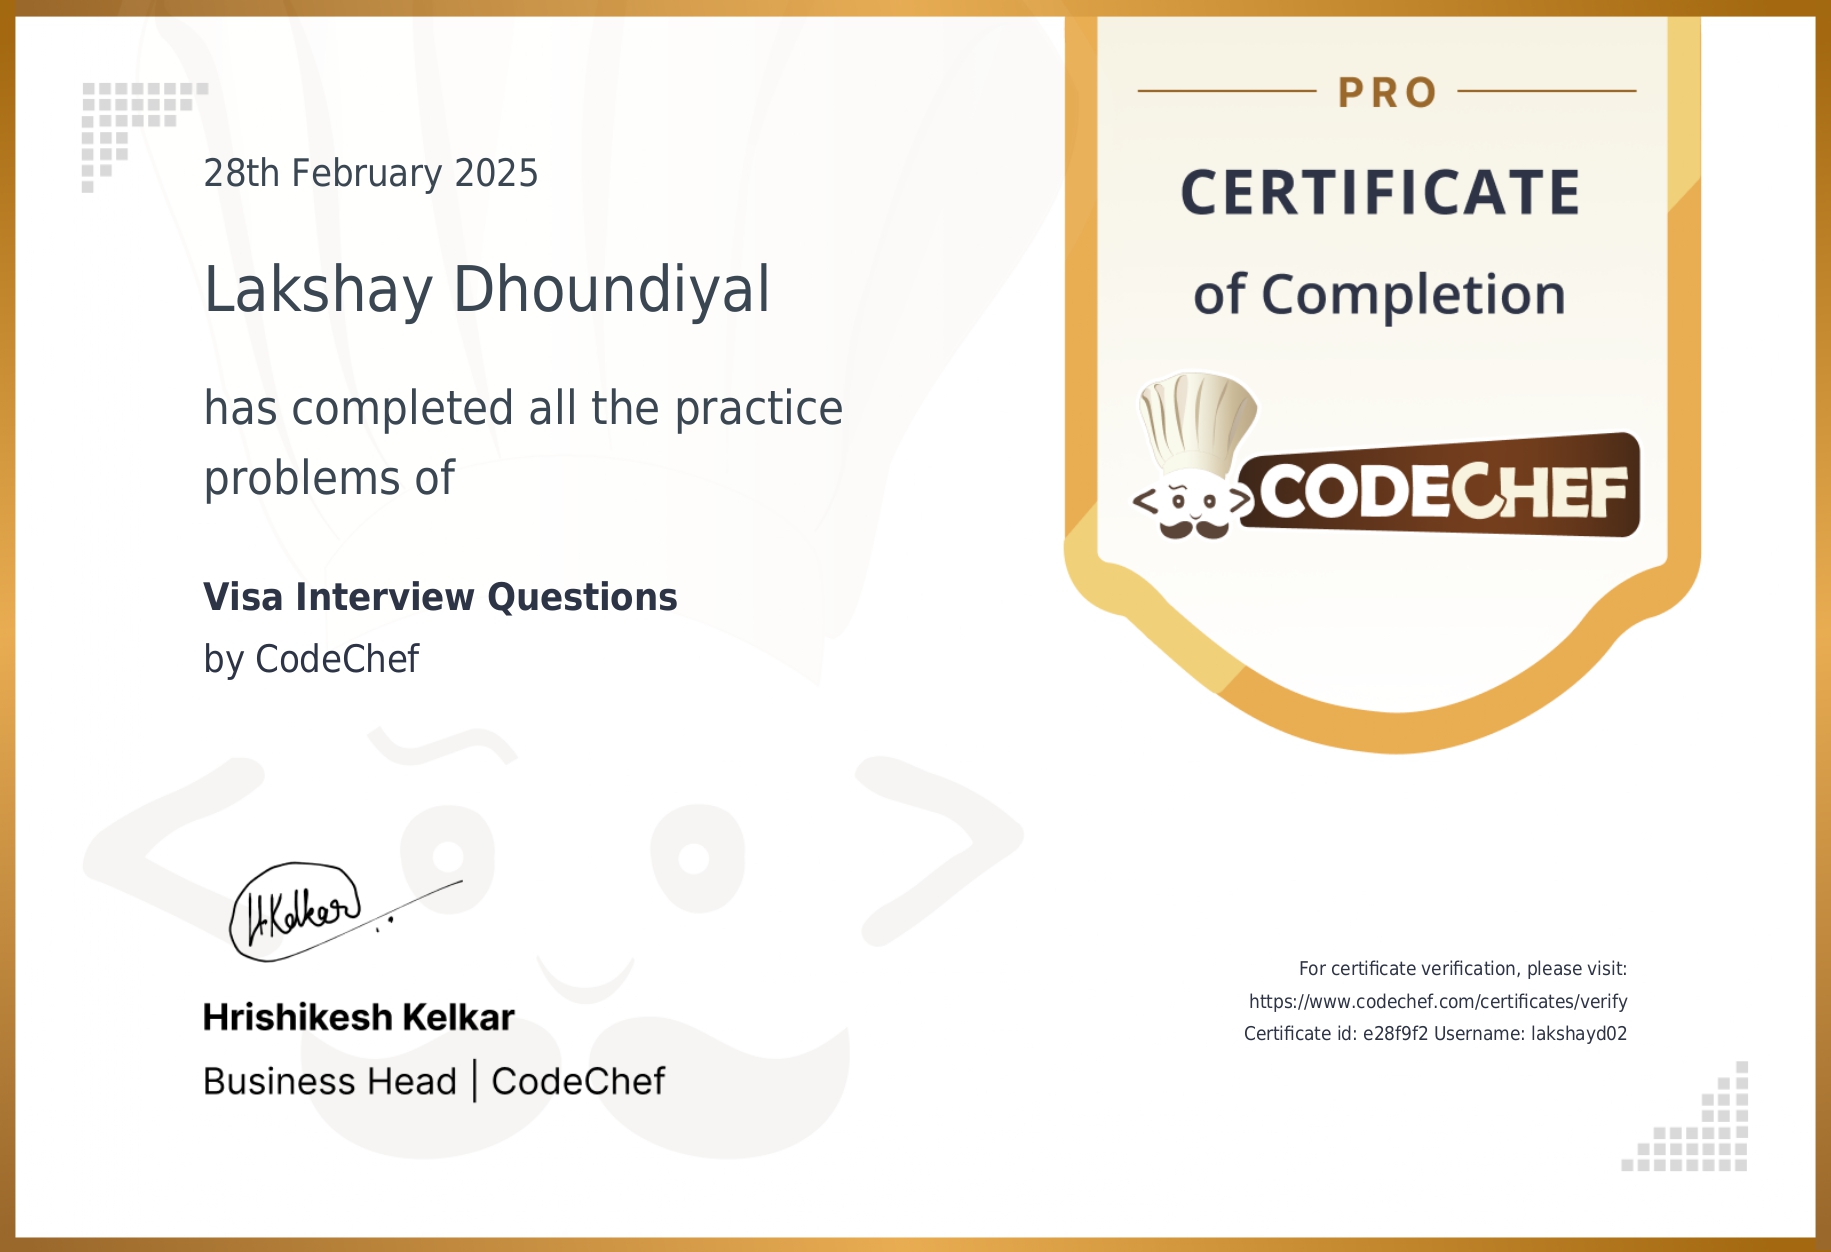 28th February 2025
Lakshay Dhoundiyal
has completed all the practice
problems of
Visa Interview Questions
by CodeChef
HKelkar
Hrishikesh Kelkar
Business Head | CodeChef
PRO
CERTIFICATE
of Completion
CODECHEF
For certificate verification, please visit:
https://www.codechef.com/certificates/verify
Certificate id: e28f9f2 Username: lakshayd02